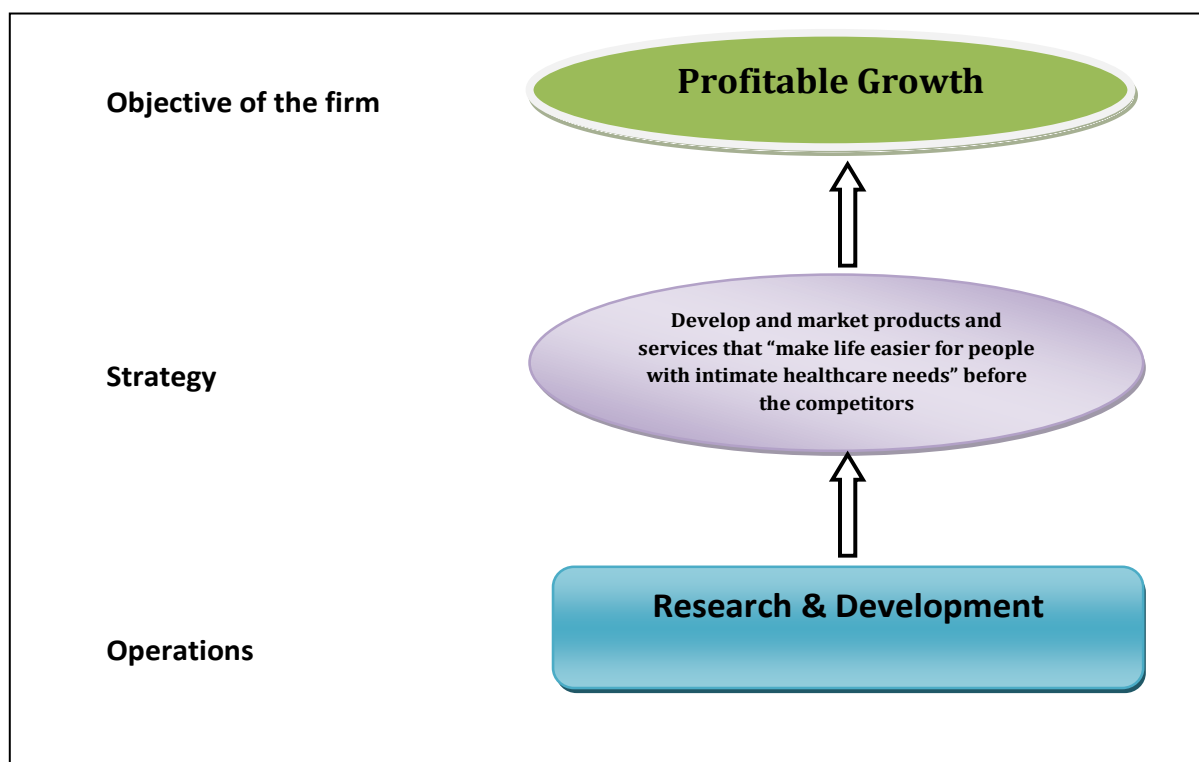 Objective of the firm
Profitable Growth
Strategy
Develop and market products and
services that “make life easier for people
with intimate healthcare needs” before
the competitors
Operations
Research & Development